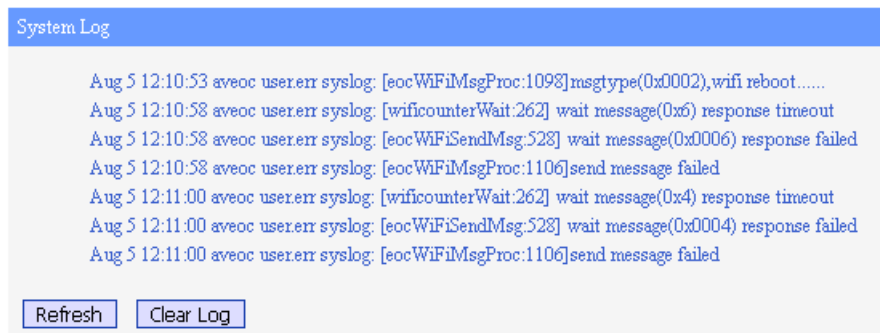 System Log
Aug 5 12:10:53 aveoc user.err syslog: [eocWiFiMsgProc:1098]msgtype(0x0002),wifi reboot......
Aug 5 12:10:58 aveoc user.err syslog: [wificounterWait:262] wait message(0x6) response timeout
Aug 5 12:10:58 aveoc user.err syslog: [eocWiFiSendMsg:528] wait message(0x0006) response failed
Aug 5 12:10:58 aveoc user.err syslog: [eocWiFiMsgProc:1106]send message failed
Aug 5 12:11:00 aveoc user.err syslog: [wificounterWait:262] wait message(0x4) response timeout
Aug 5 12:11:00 aveoc user.err syslog: [eocWiFiSendMsg:528] wait message(0x0004) response failed
Aug 5 12:11:00 aveoc user.err syslog: [eocWiFiMsgProc:1106]send message failed
Refresh Clear Log